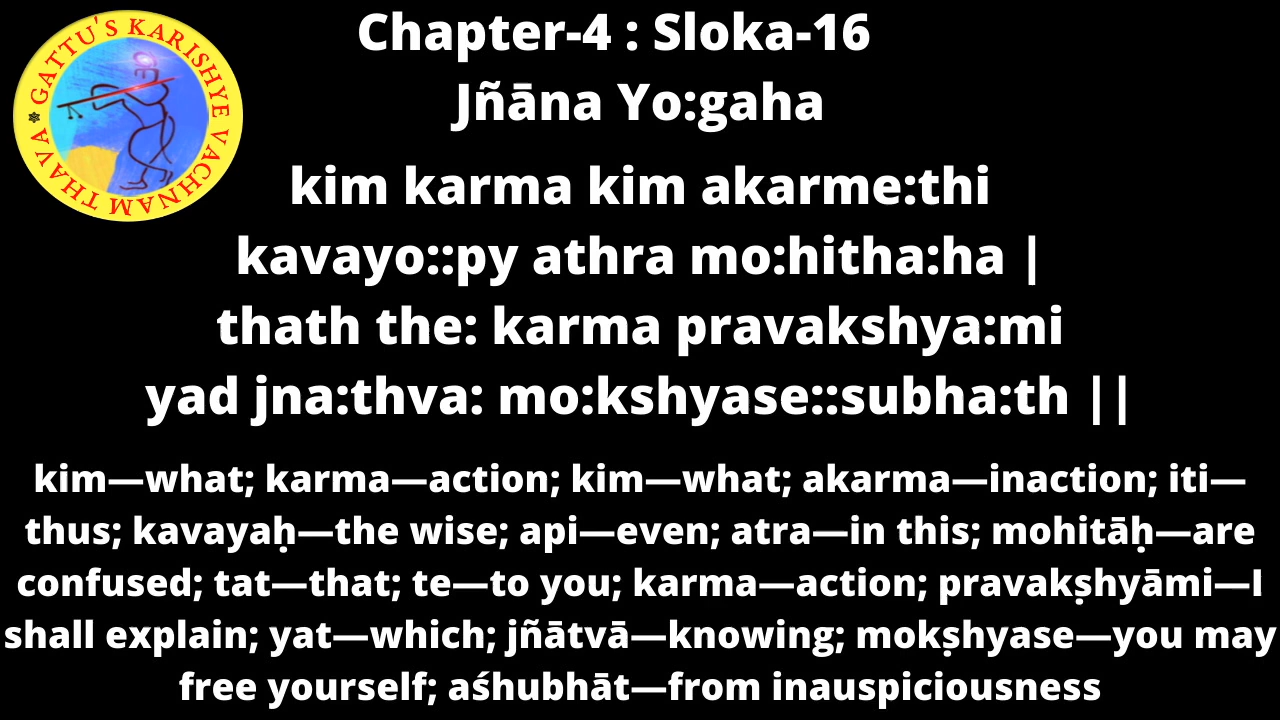 GATTU'S KARISHYE VACHNAM THAVA
Chapter-4 : Sloka-16
Jñāna Yo:gaha
kim karma kim akarme:thi
kavayo::py athra mo:hitha:ha |
thath the: karma pravakshya:mi
yad jna:thva: mo:kshyase::subha:th ||
kim—what; karma—action; kim—what; akarma—inaction; iti—
thus; kavayaḥ—the wise; api—even; atra—in this; mohitāḥ—are
confused; tat—that; te—to you; karma—action; pravakṣhyāmi—I
shall explain; yat—which; jñātvā—knowing; mokṣhyase—you may
free yourself; aśhubhāt—from inauspiciousness